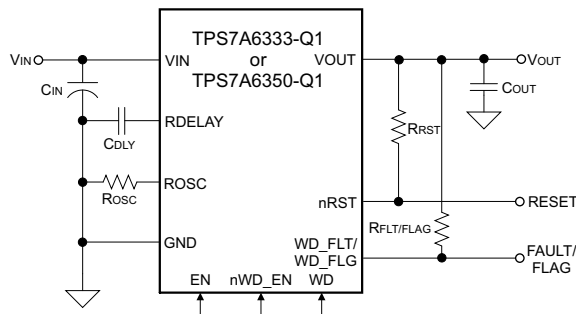 TPS7A6333-Q1
or
TPS7A6350-Q1
VIN
VIN
VOUT
VOUT
CIN
COUT
RDELAY
CDLY
RRST
ROSC
ROSC
nRST
RESET
RFLT/FLAG
GND
WD_FLT/
WD_FLG
FAULT/
FLAG
EN
nWD_EN
WD